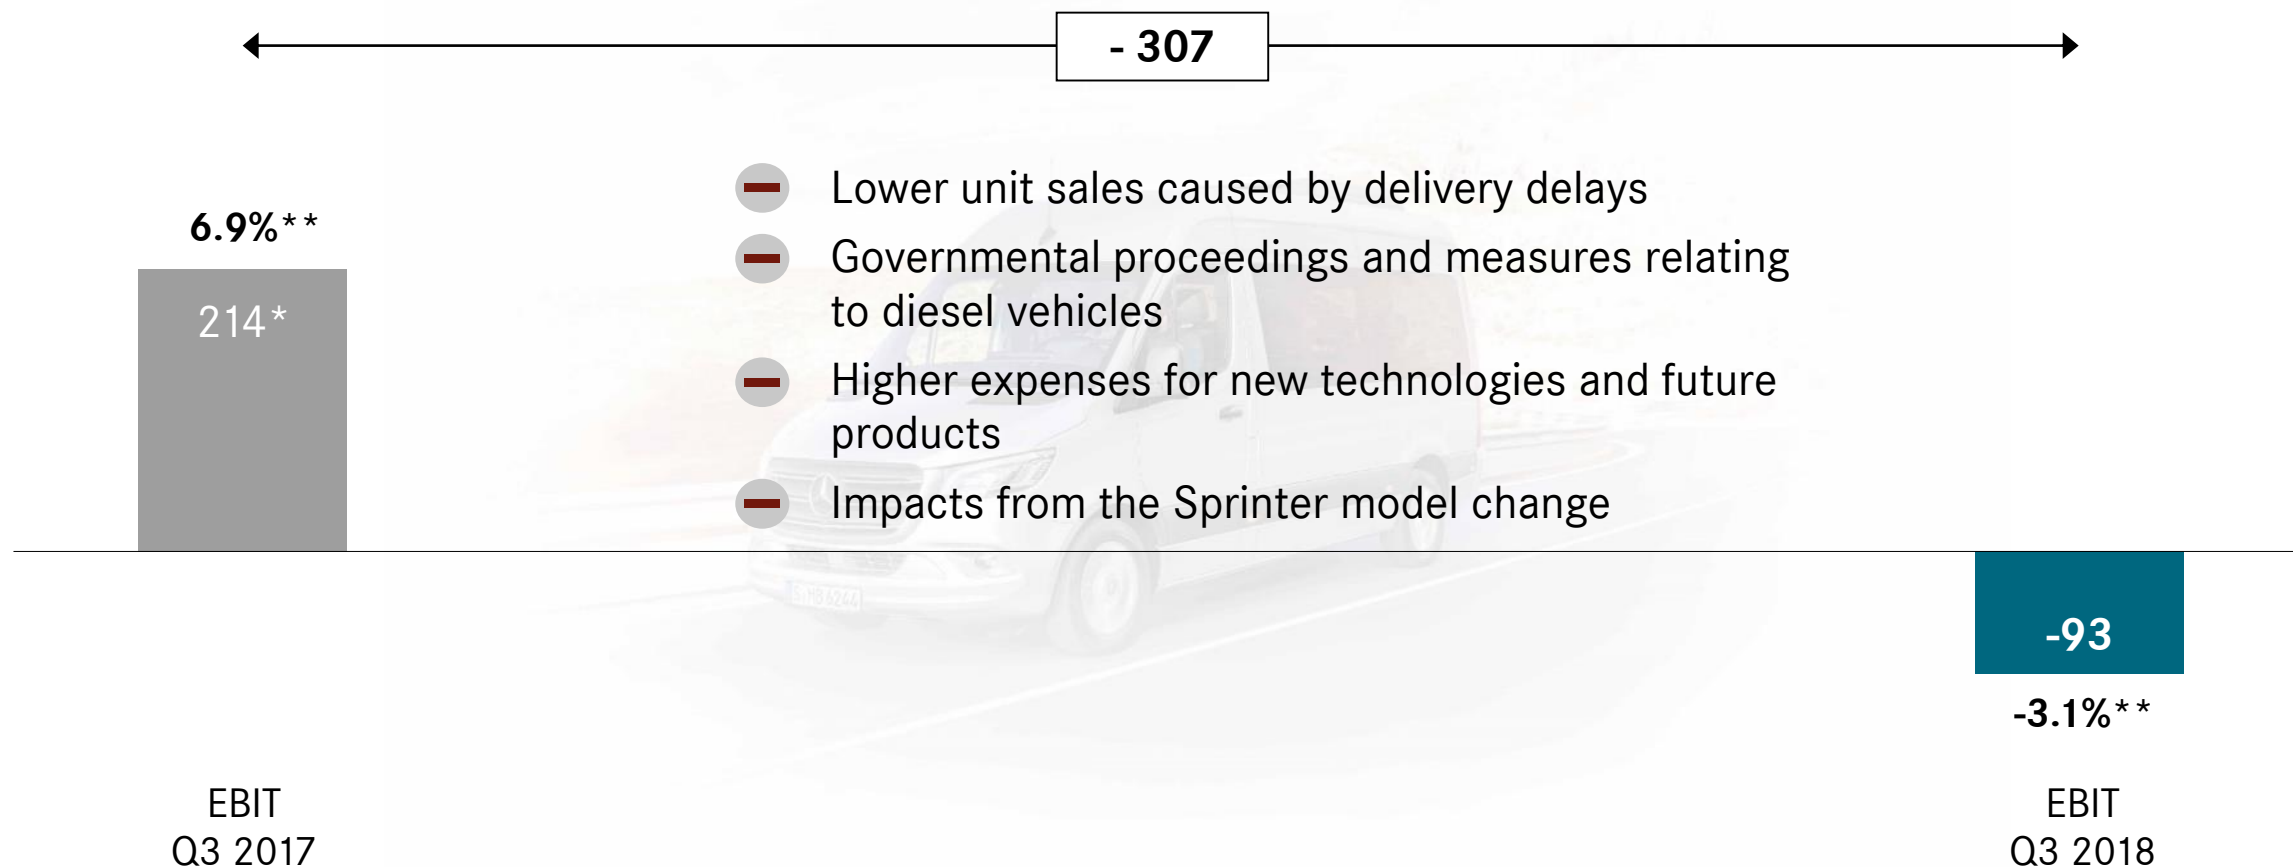 - 307
Lower unit sales caused by delivery delays
6.9%**
Governmental proceedings and measures relating
to diesel vehicles
214*
Higher expenses for new technologies and future
products
Impacts from the Sprinter model change
S·HB 6244
-93
-3.1%**
EBIT
Q3 2017
EBIT
Q3 2018